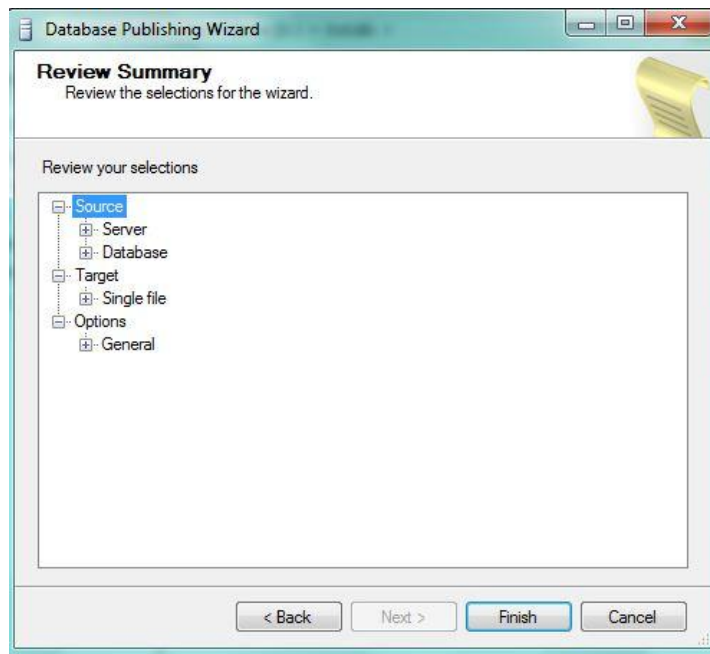 Database Publishing Wizard
Review Summary
Review the selections for the wizard.
Review your selections
Source
Server
Database
Target
Single file
Options
General
< Back Next > Finish Cancel